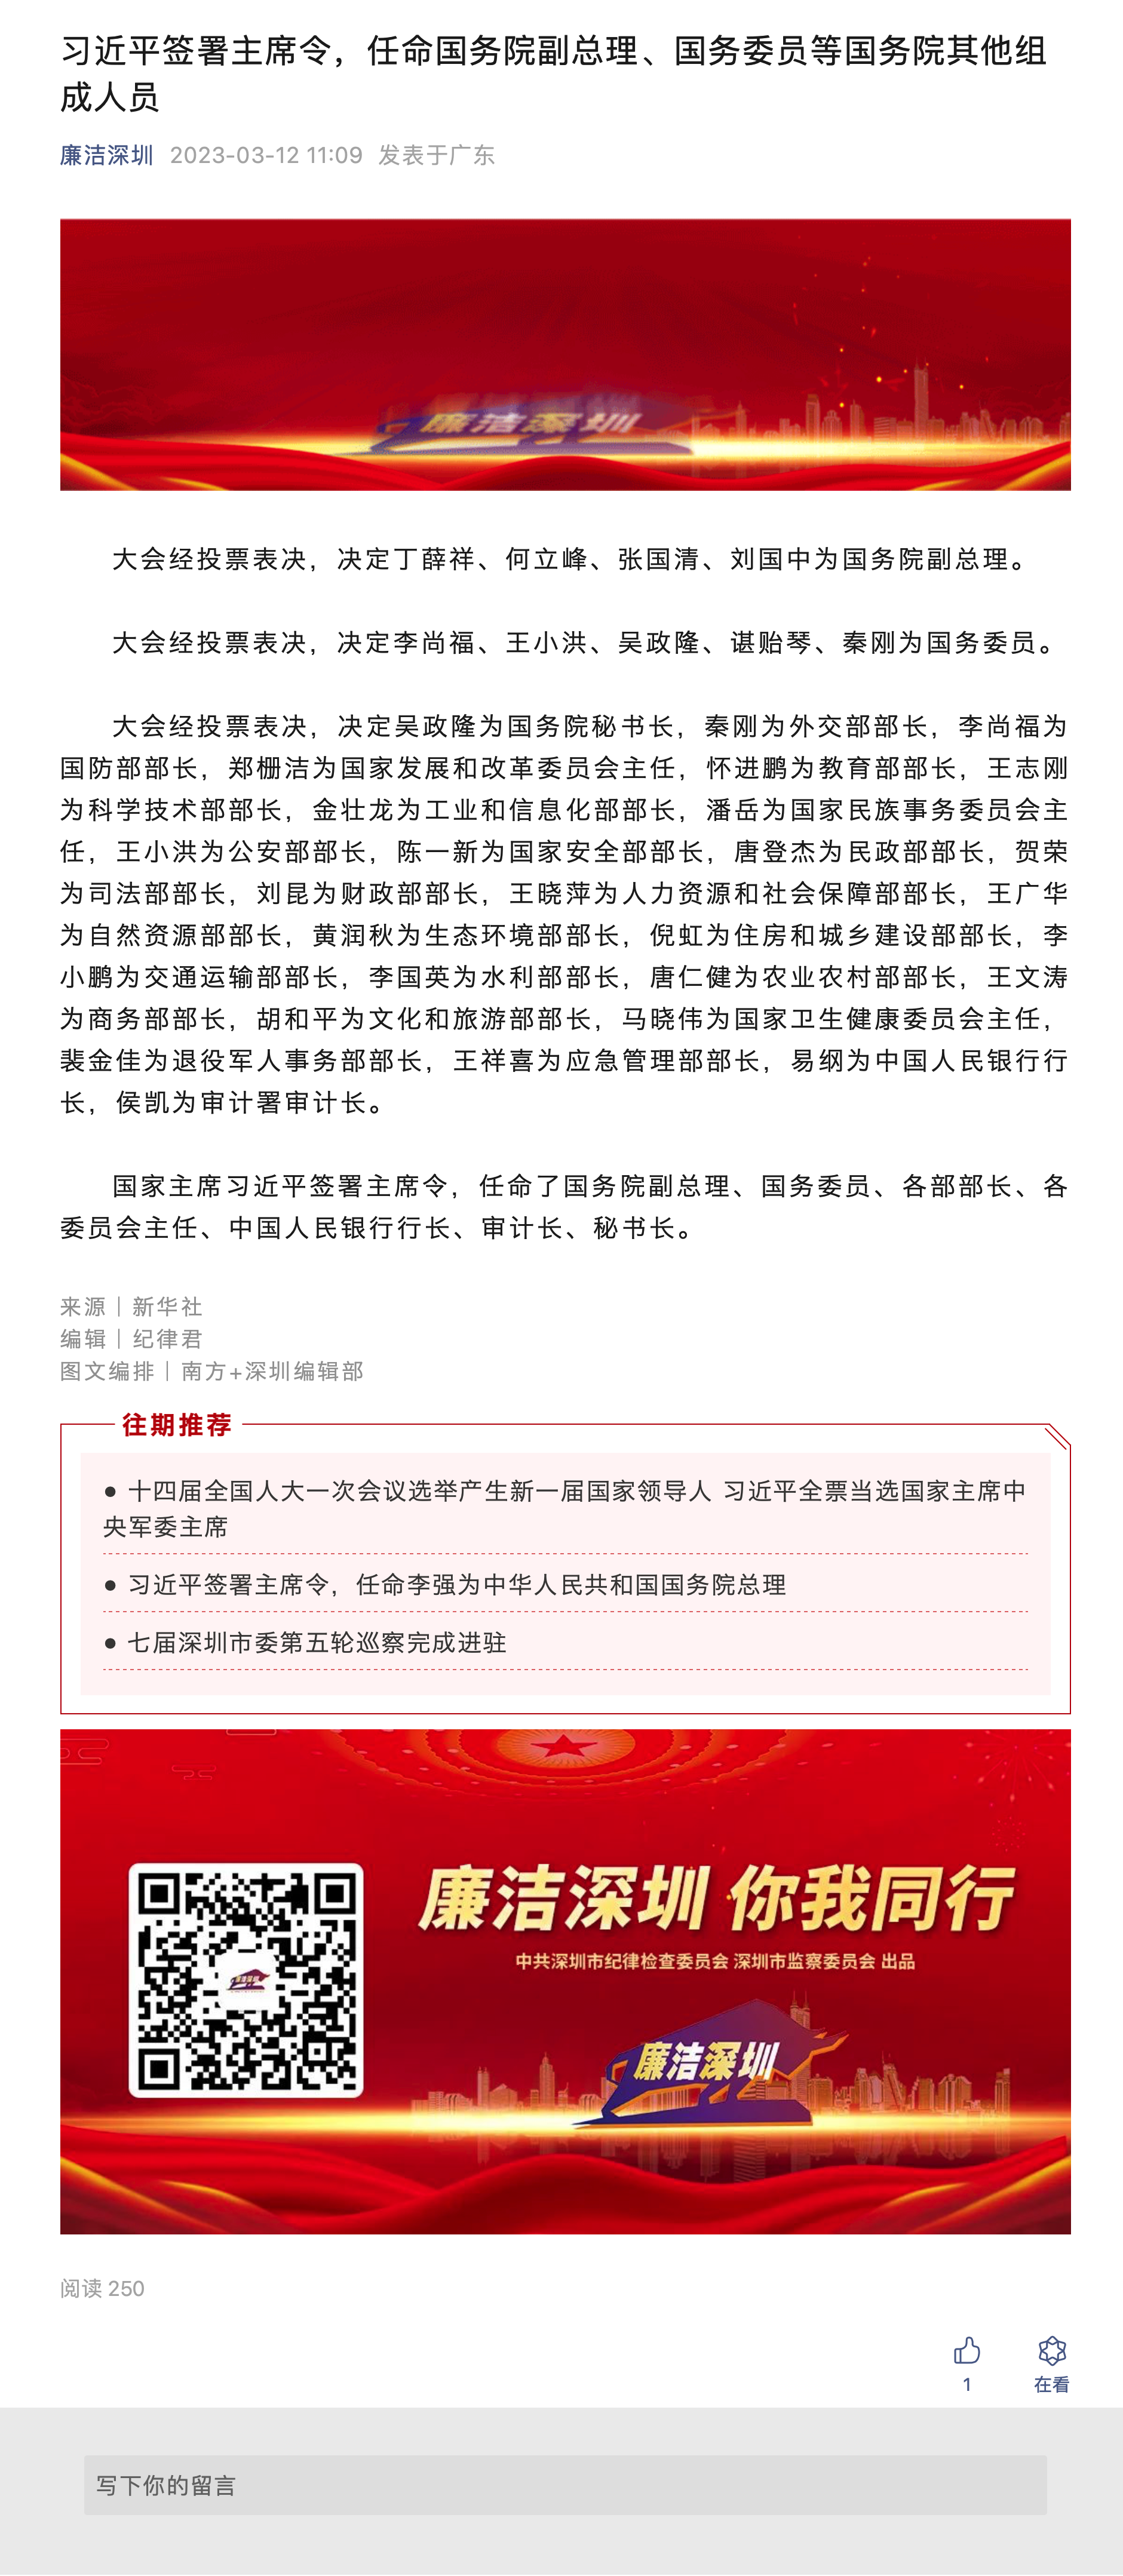 习近平签署主席令，任命国务院副总理、国务委员等国务院其他组
成人员
廉洁深圳 2023-03-12 11:09 发表于广东
廉洁深圳
大会经投票表决，决定丁薛祥、何立峰、张国清、刘国中为国务院副总理。
大会经投票表决，决定李尚福、王小洪、吴政隆、谌贻琴、秦刚为国务委员。
大会经投票表决，决定吴政隆为国务院秘书长，秦刚为外交部部长，李尚福为
国防部部长，郑栅洁为国家发展和改革委员会主任，怀进鹏为教育部部长，王志刚
为科学技术部部长，金壮龙为工业和信息化部部长，潘岳为国家民族事务委员会主
任，王小洪为公安部部长，陈一新为国家安全部部长，唐登杰为民政部部长，贺荣
为司法部部长，刘昆为财政部部长，王晓萍为人力资源和社会保障部部长，王广华
为自然资源部部长，黄润秋为生态环境部部长，倪虹为住房和城乡建设部部长，李
小鹏为交通运输部部长，李国英为水利部部长，唐仁健为农业农村部部长，王文涛
为商务部部长，胡和平为文化和旅游部部长，马晓伟为国家卫生健康委员会主任，
裴金佳为退役军人事务部部长，王祥喜为应急管理部部长，易纲为中国人民银行行
长，侯凯为审计署审计长。
国家主席习近平签署主席令，任命了国务院副总理、国务委员、各部部长、各
委员会主任、中国人民银行行长、审计长、秘书长。
来源｜新华社
编辑｜纪律君
图文编排｜南方+深圳编辑部
往期推荐
● 十四届全国人大一次会议选举产生新一届国家领导人 习近平全票当选国家主席中
央军委主席
● 习近平签署主席令，任命李强为中华人民共和国国务院总理
● 七届深圳市委第五轮巡察完成进驻
廉洁深圳 你我同行
中共深圳市纪律检查委员会 深圳市监察委员会 出品
廉洁深圳
阅读 250
1 在看
写下你的留言